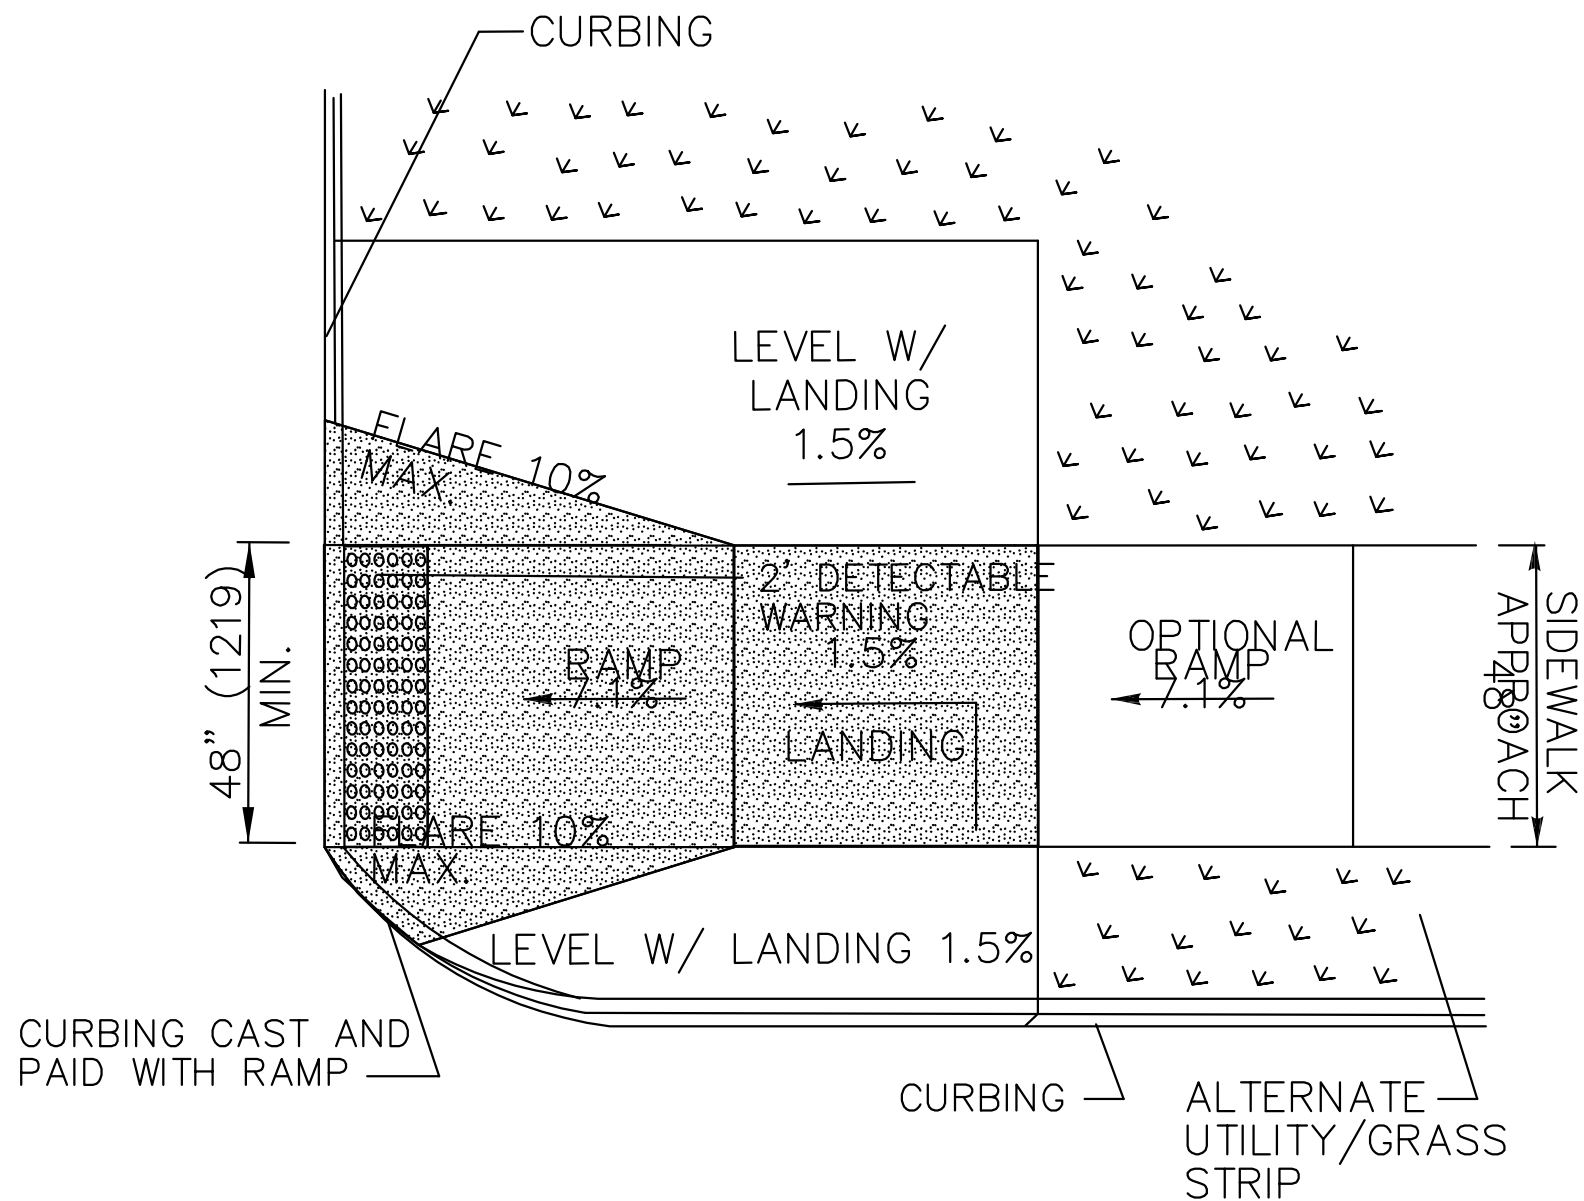 CURBING
LEVEL W/
LANDING
1.5%
FLARE 10%
MAX.
48" (1219)
MIN.
2' DETECTABLE
WARNING
1.5%
RAMP
7.1%
LANDING
OPTIONAL
RAMP
7.1%
SIDEWALK
APPROACH
48"
FLARE 10%
MAX.
LEVEL W/ LANDING 1.5%
CURBING CAST AND
PAID WITH RAMP
CURBING
ALTERNATE
UTILITY/GRASS
STRIP